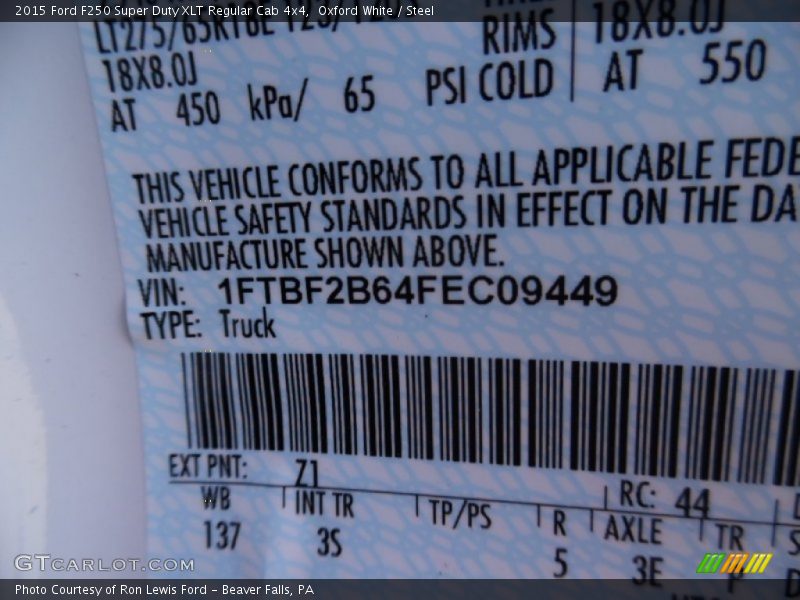 2015 Ford F250 Super Duty XLT Regular Cab 4x4, Oxford White / Steel
18X8.0J
RIMS 18X8.0J
AT 450 kPa/ 65 PSI COLD AT 550
THIS VEHICLE CONFORMS TO ALL APPLICABLE FEDE
VEHICLE SAFETY STANDARDS IN EFFECT ON THE DA
MANUFACTURE SHOWN ABOVE.
VIN: 1FTBF2B64FEC09449
TYPE: Truck
EXT PNT: Z1 RC: 44
WB INT TR TP/PS R AXLE TR S
137 3S 5 3E P D
GTCARLOT.COM
Photo Courtesy of Ron Lewis Ford - Beaver Falls, PA